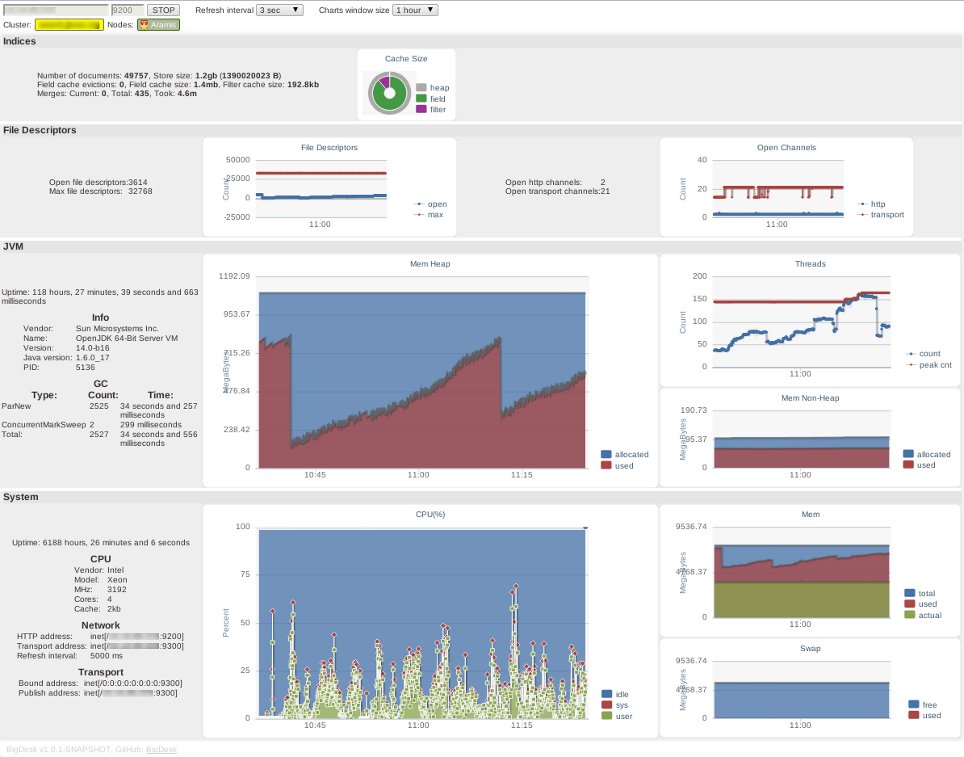 9200 STOP Refresh interval 3 sec Charts window size 1 hour
Cluster: Nodes: Aramis
Indices
Number of documents: 49757, Store size: 1.2gb (1390020023 B)
Field cache evictions: 0, Field cache size: 1.4mb, Filter cache size: 192.8kb
Merges: Current: 0, Total: 435, Took: 4.6m
Cache Size
heap
field
filter
File Descriptors
Open file descriptors:3614
Max file descriptors: 32768
File Descriptors
50000
25000
0
-25000
Count
11:00
open
max
Open http channels: 2
Open transport channels:21
Open Channels
40
20
0
Count
11:00
http
transport
JVM
Uptime: 118 hours, 27 minutes, 39 seconds and 663
milliseconds
Info
Vendor: Sun Microsystems Inc.
Name: OpenJDK 64-Bit Server VM
Version: 14.0-b16
Java version: 1.6.0_17
PID: 5136
GC
Type: Count: Time:
ParNew 2525 34 seconds and 257
milliseconds
ConcurrentMarkSweep 2 299 milliseconds
Total: 2527 34 seconds and 556
milliseconds
Mem Heap
1192.09
953.67
715.26
476.84
238.42
0
MegaBytes
10:45 11:00 11:15
allocated
used
Threads
200
150
100
50
0
Count
11:00
count
peak cnt
Mem Non-Heap
190.73
95.37
0
MegaBytes
11:00
allocated
used
System
Uptime: 6188 hours, 26 minutes and 6 seconds
CPU
Vendor: Intel
Model: Xeon
MHz: 3192
Cores: 4
Cache: 2kb
Network
HTTP address: inet[/ :9200]
Transport address: inet[/ :9300]
Refresh interval: 5000 ms
Transport
Bound address: inet[/0:0:0:0:0:0:0:0:9300]
Publish address: inet[/ :9300]
CPU(%)
100
75
50
25
0
Percent
10:45 11:00 11:15
idle
sys
user
Mem
9536.74
4768.37
0
MegaBytes
11:00
total
used
actual
Swap
9536.74
4768.37
0
MegaBytes
11:00
free
used
BigDesk v1.0.1-SNAPSHOT, GitHub: BigDesk